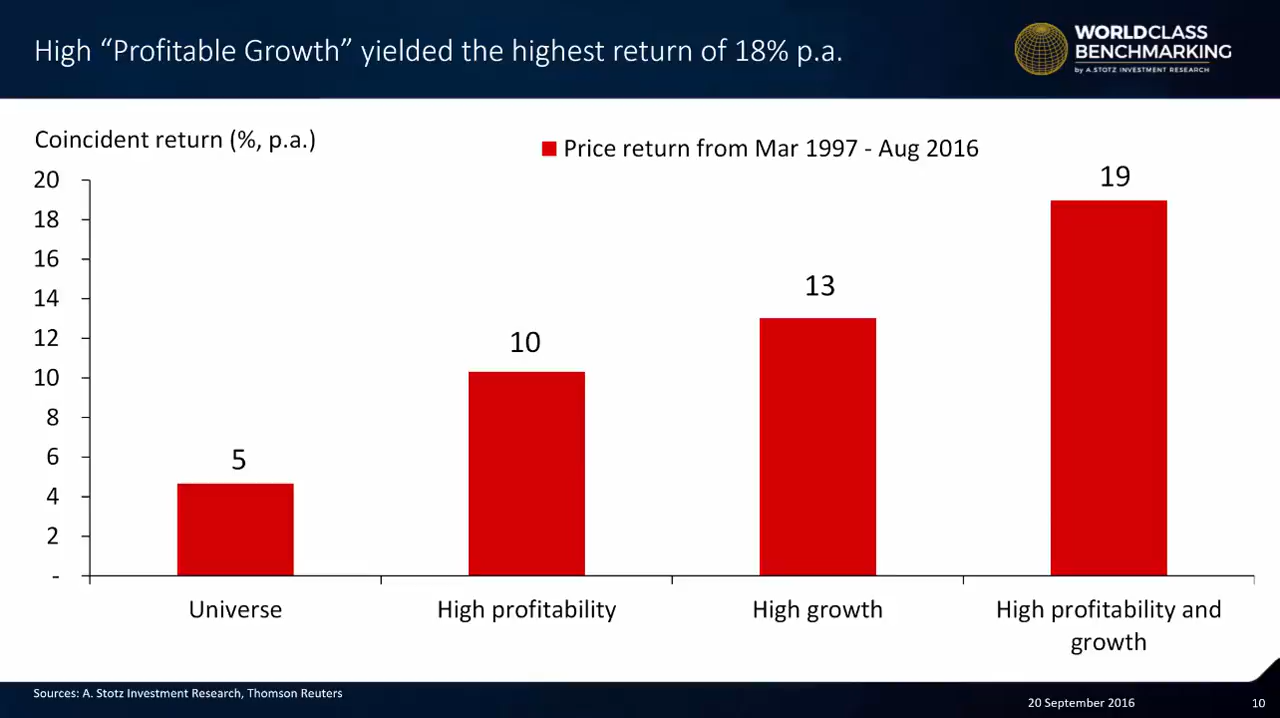 High “Profitable Growth” yielded the highest return of 18% p.a.
WORLDCLASS
BENCHMARKING
by A.STOTZ INVESTMENT RESEARCH
Coincident return (%, p.a.)
Price return from Mar 1997 - Aug 2016
20
18
16
14
12
10
8
6
4
2
-
5
10
13
19
Universe
High profitability
High growth
High profitability and
growth
Sources: A. Stotz Investment Research, Thomson Reuters
20 September 2016
10